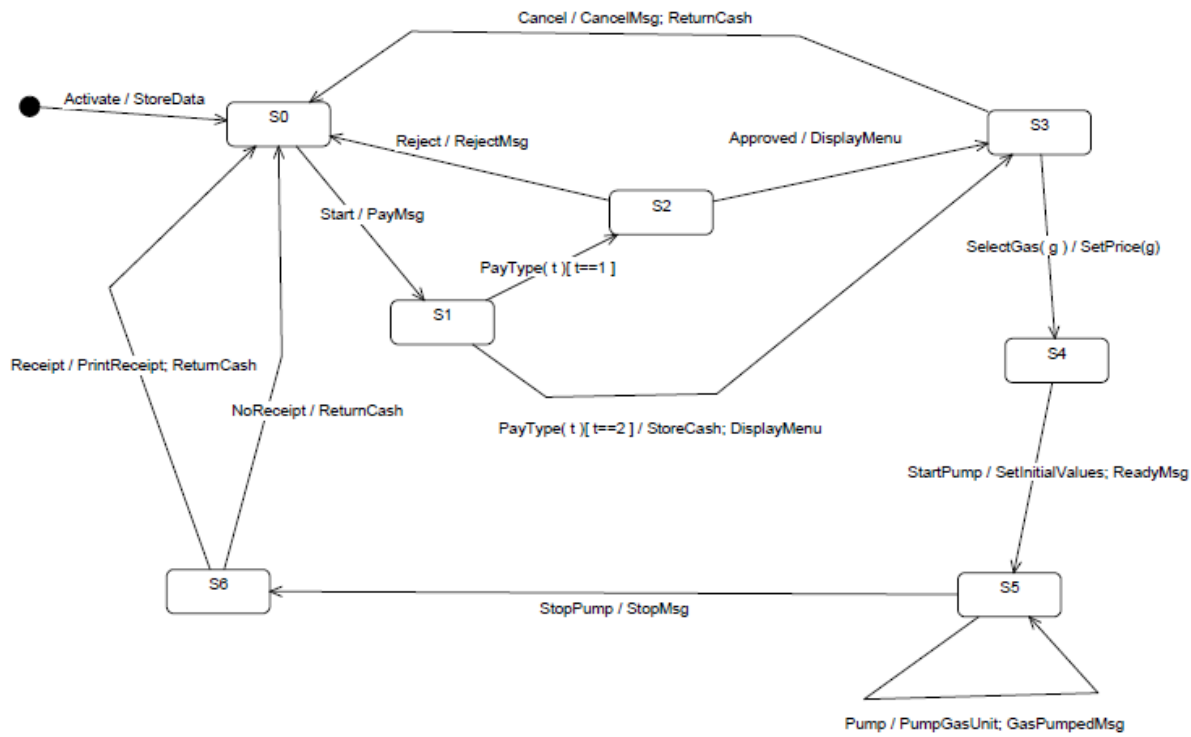 Cancel / CancelMsg; ReturnCash
Activate / StoreData
S0
S3
Reject / RejectMsg
Approved / DisplayMenu
S2
Start / PayMsg
SelectGas( g ) / SetPrice(g)
PayType( t )[ t==1 ]
S1
S4
Receipt / PrintReceipt; ReturnCash
NoReceipt / ReturnCash
PayType( t )[ t==2 ] / StoreCash; DisplayMenu
StartPump / SetInitialValues; ReadyMsg
S6
S5
StopPump / StopMsg
Pump / PumpGasUnit; GasPumpedMsg